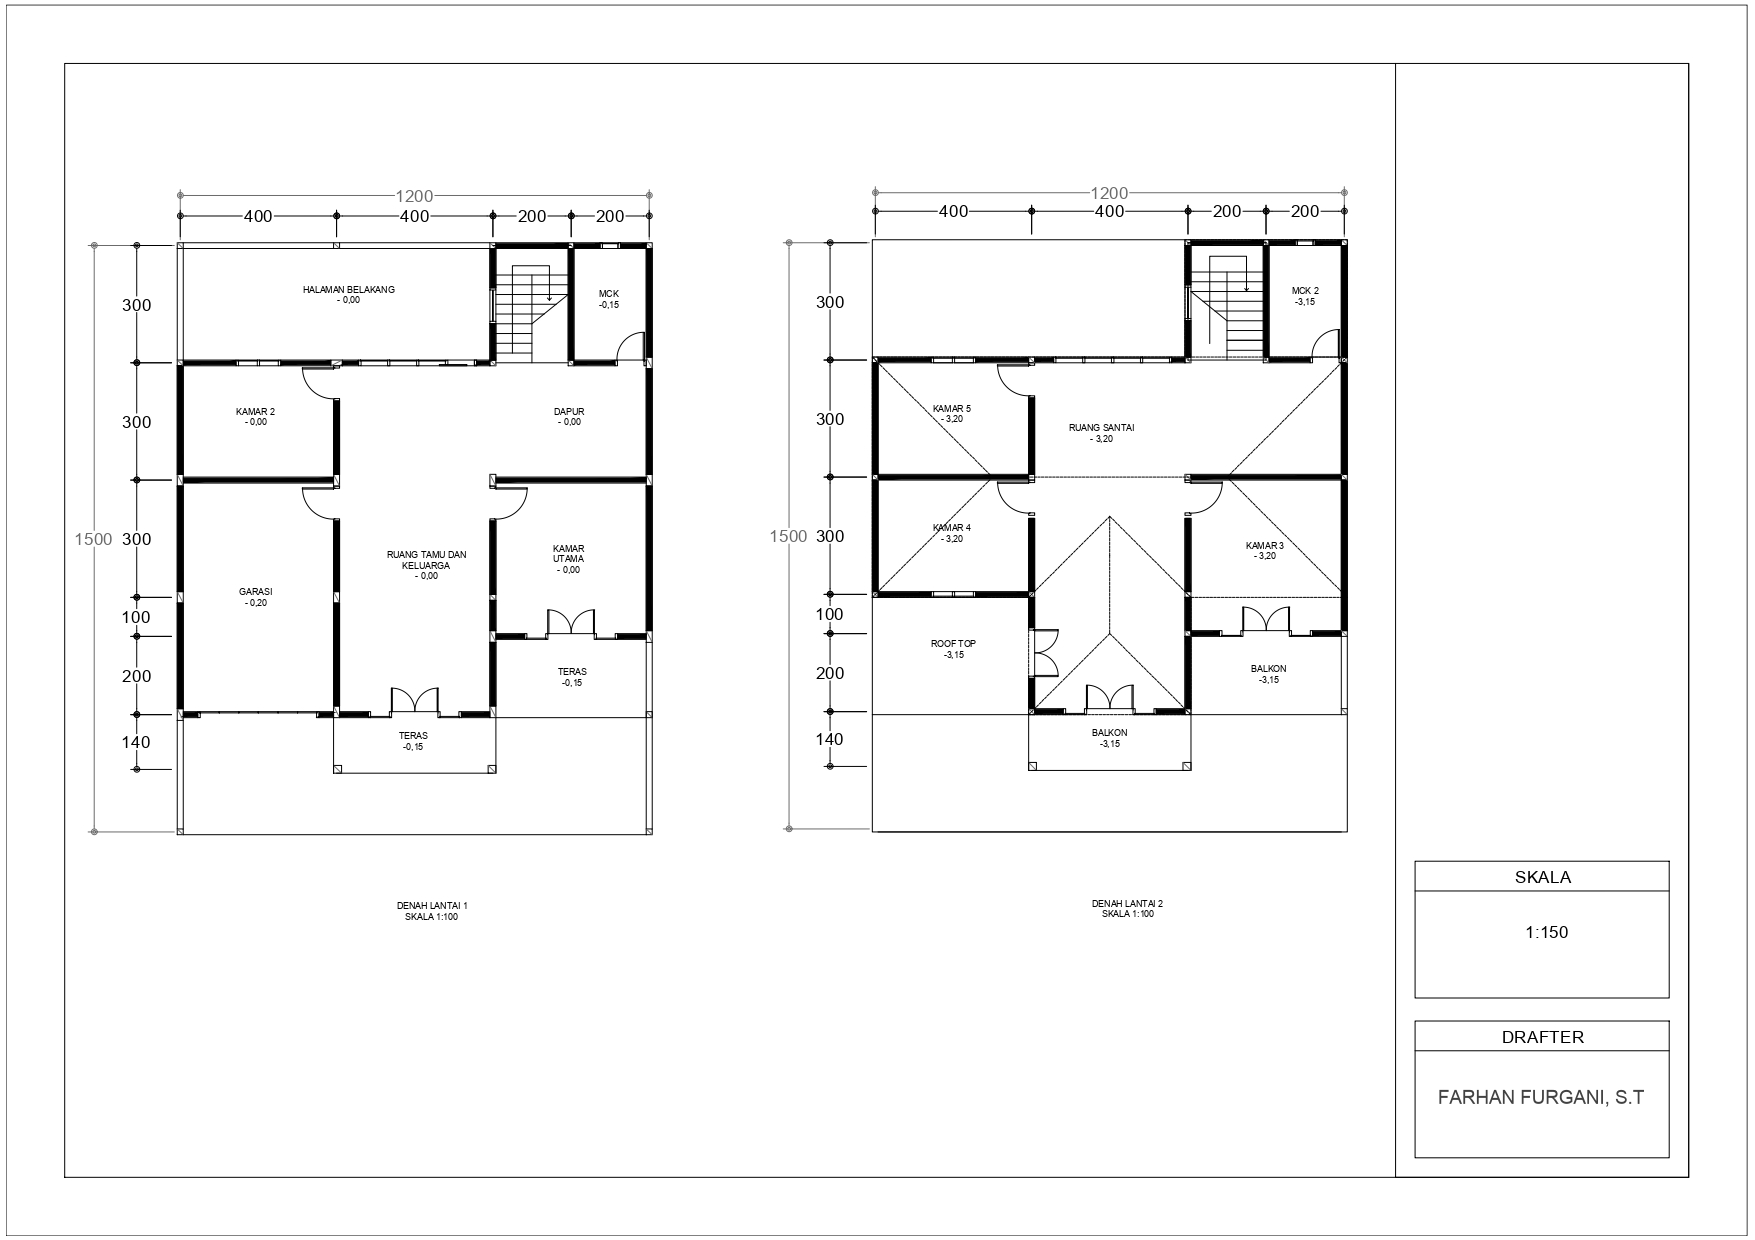 1200
400
400
200
200
1500
300
300
300
100
200
140
HALAMAN BELAKANG
- 0,00
MCK
-0,15
KAMAR 2
- 0,00
DAPUR
- 0,00
RUANG TAMU DAN
KELUARGA
- 0,00
KAMAR
UTAMA
- 0,00
GARASI
- 0,20
TERAS
-0,15
TERAS
-0,15
DENAH LANTAI 1
SKALA 1:100
1200
400
400
200
200
1500
300
300
300
100
200
140
MCK 2
-3,15
KAMAR 5
- 3,20
RUANG SANTAI
- 3,20
KAMAR 4
- 3,20
KAMAR 3
- 3,20
ROOF TOP
-3,15
BALKON
-3,15
BALKON
-3,15
DENAH LANTAI 2
SKALA 1:100
SKALA
1:150
DRAFTER
FARHAN FURGANI, S.T